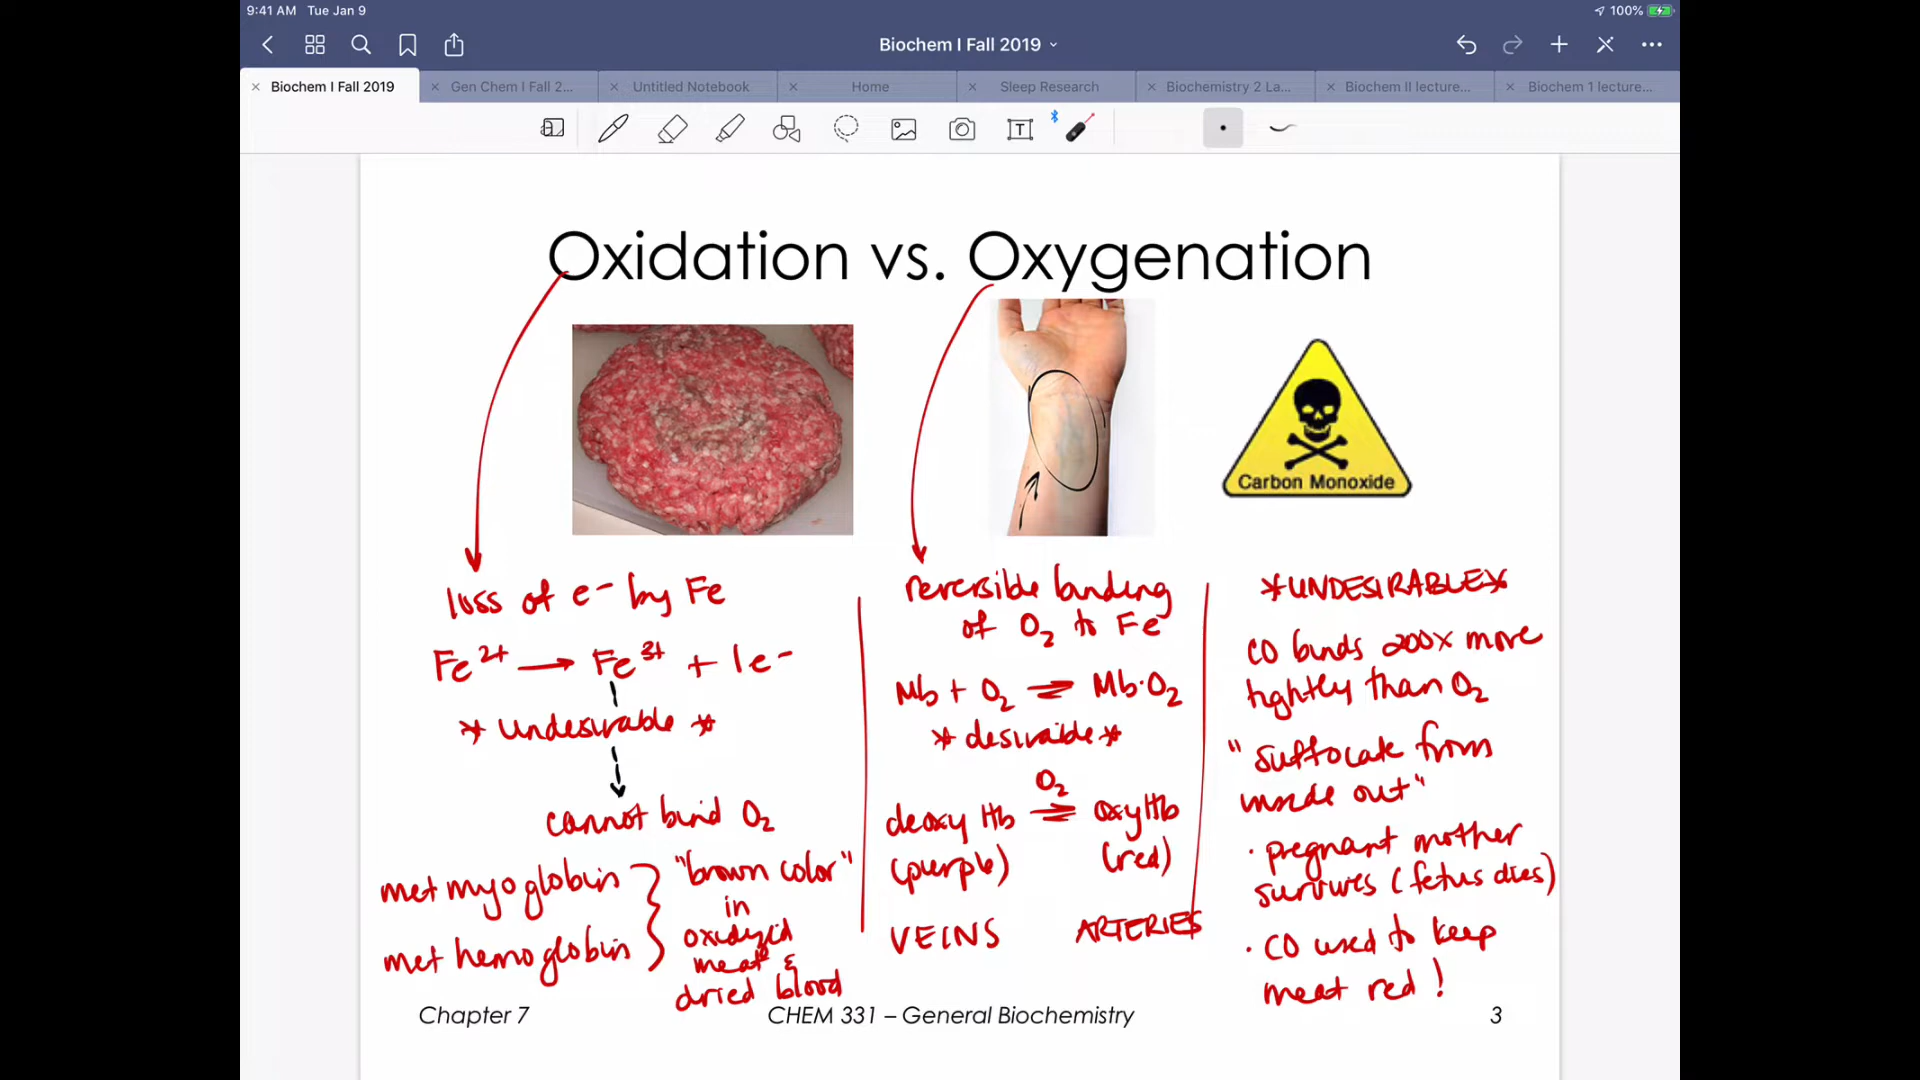 9:41 AM Tue Jan 9
100%
Biochem I Fall 2019
Biochem I Fall 2019
Gen Chem I Fall 2...
Untitled Notebook
Home
Sleep Research
Biochemistry 2 La...
Biochem II lecture...
Biochem 1 lecture...
Oxidation vs. Oxygenation
Carbon Monoxide
loss of e- by Fe
Fe²⁺ → Fe³⁺ + 1e-
* Undesirable *
cannot bind O₂
met myoglobin
met hemoglobin
"brown color"
in
oxidized
meat &
dried blood
reversible binding
of O₂ to Fe
Mb + O₂ ⇌ Mb·O₂
* desirable *
O₂
deoxy Hb ⇌ oxyHb
(purple) (red)
VEINS ARTERIES
*UNDESIRABLE*
CO binds 200x more
tightly than O₂
"suffocate from
inside out"
· pregnant mother
survives (fetus dies)
· CO used to keep
meat red!
Chapter 7
CHEM 331 – General Biochemistry
3